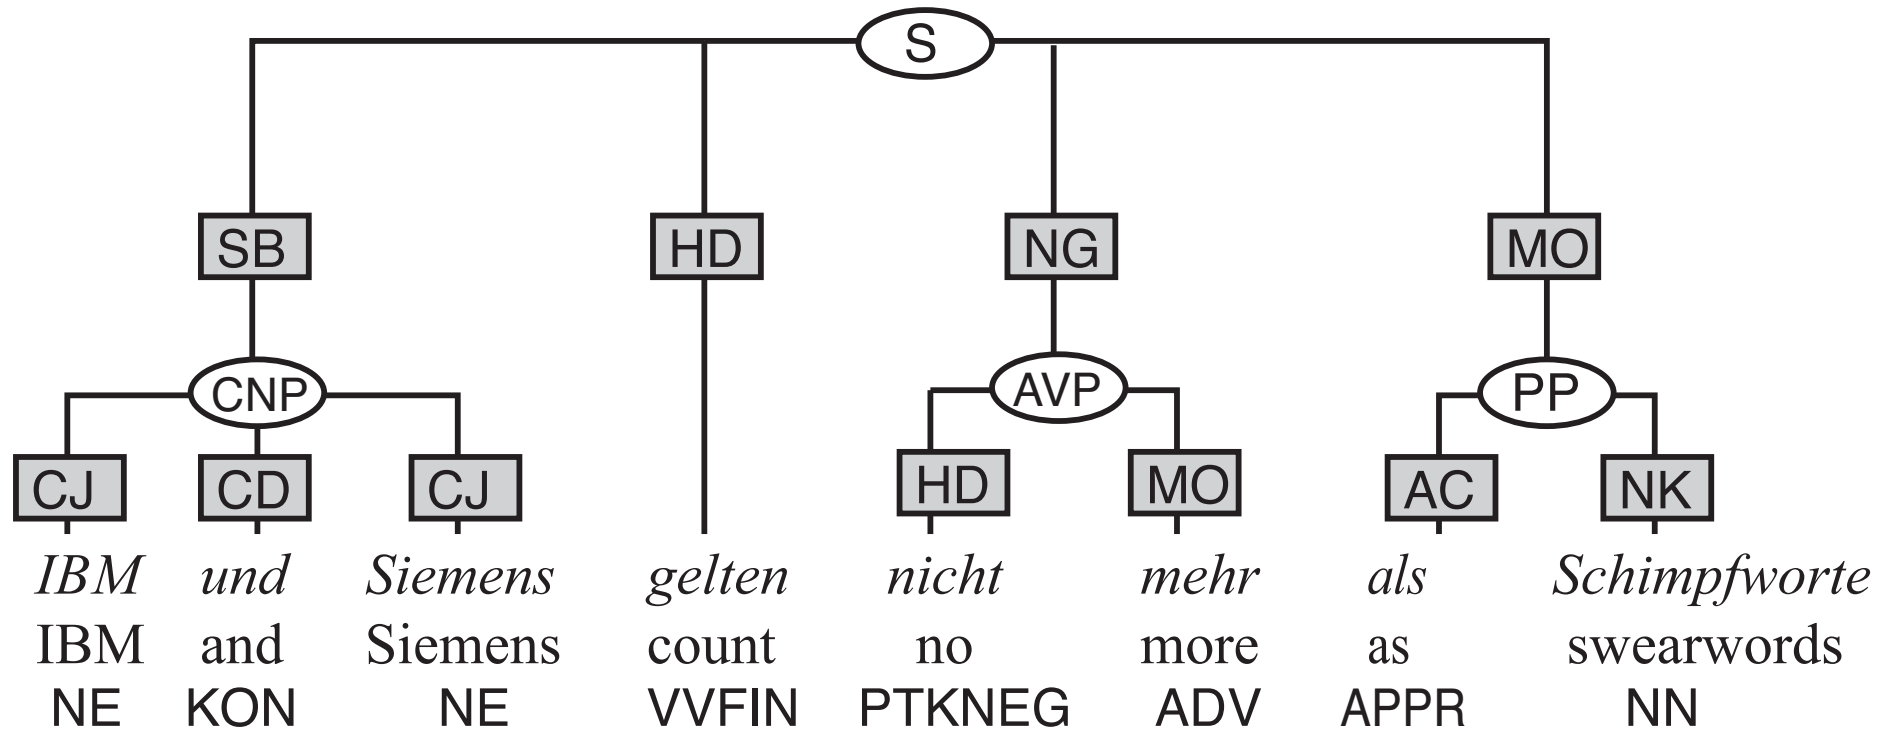 S
SB HD NG MO
CNP AVP PP
CJ CD CJ HD MO AC NK
IBM und Siemens gelten nicht mehr als Schimpfworte
IBM and Siemens count no more as swearwords
NE KON NE VVFIN PTKNEG ADV APPR NN